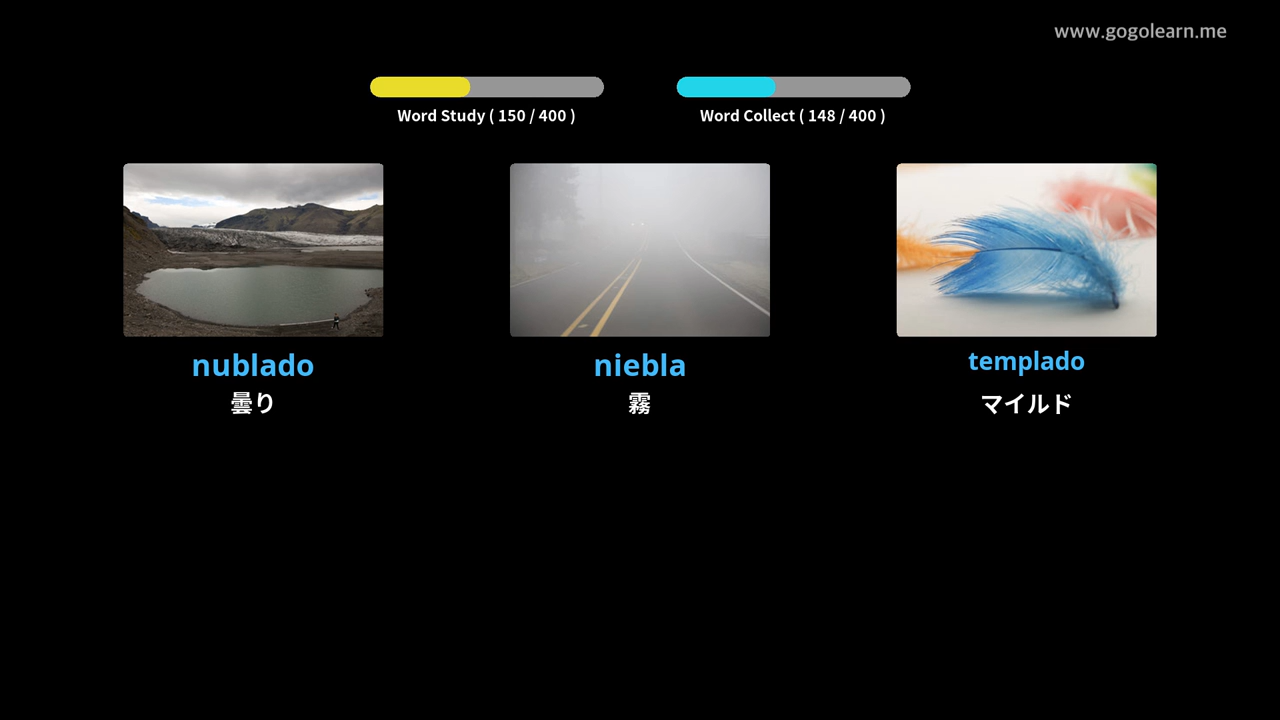 www.gogolearn.me
Word Study ( 150 / 400 )
Word Collect ( 148 / 400 )
nublado
曇り
niebla
霧
templado
マイルド